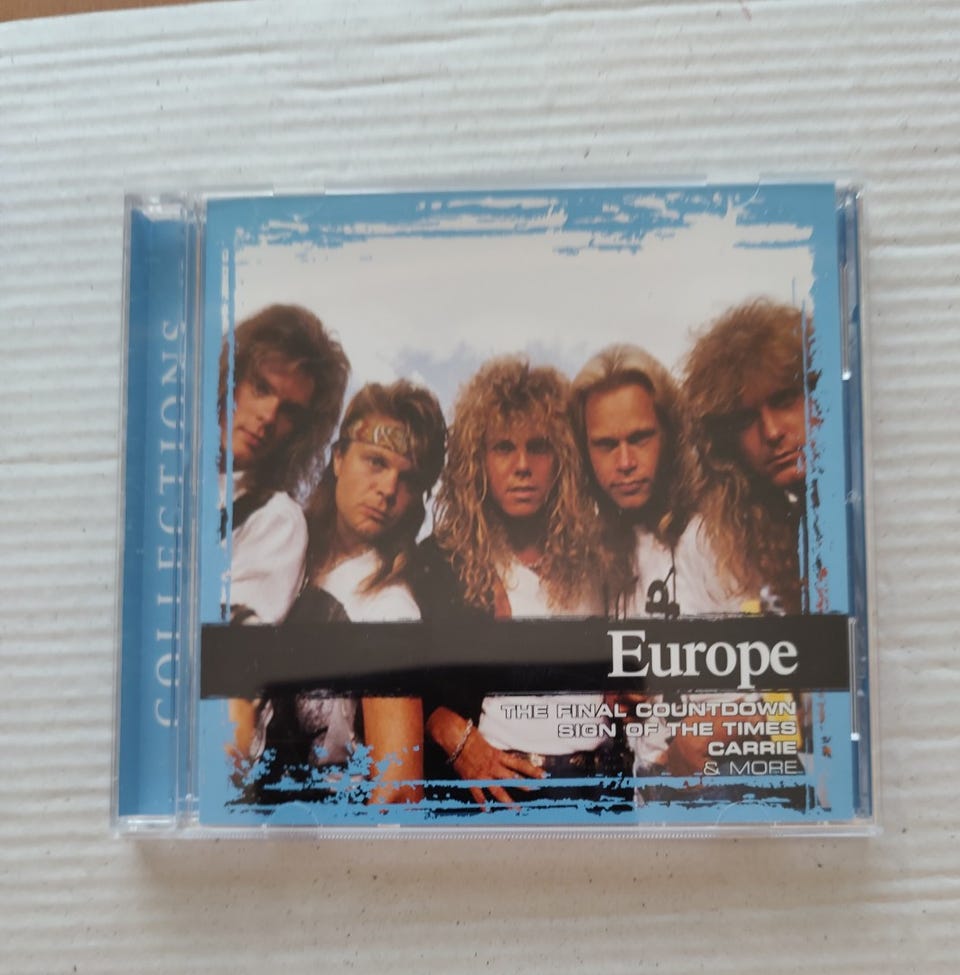 COLLECTIONS
Europe
THE FINAL COUNTDOWN
SIGN OF THE TIMES
CARRIE
& MORE